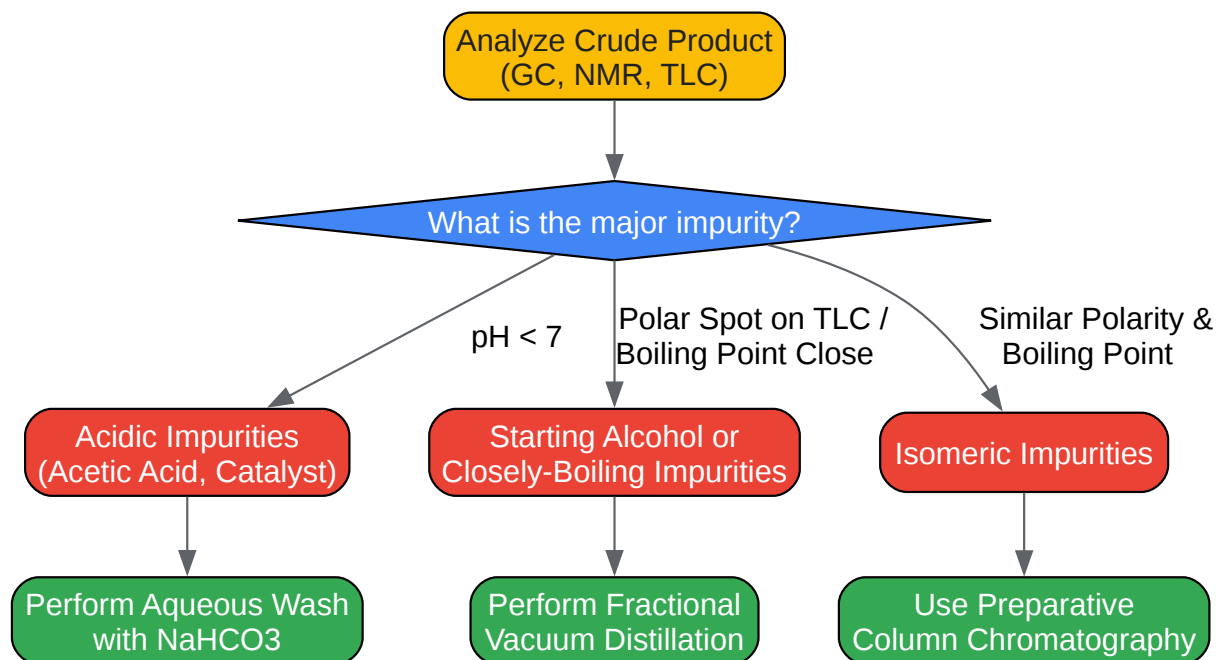 Analyze Crude Product
(GC, NMR, TLC)
What is the major impurity?
pH < 7
Polar Spot on TLC /
Boiling Point Close
Similar Polarity &
Boiling Point
Acidic Impurities
(Acetic Acid, Catalyst)
Starting Alcohol or
Closely-Boiling Impurities
Isomeric Impurities
Perform Aqueous Wash
with NaHCO3
Perform Fractional
Vacuum Distillation
Use Preparative
Column Chromatography